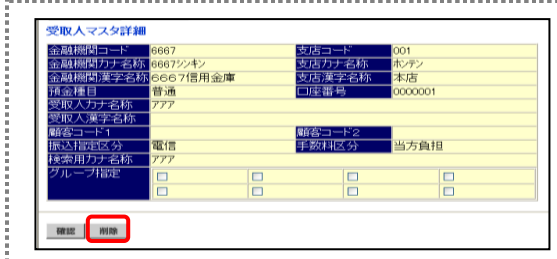 受取人マスタ詳細
金融機関コード 6667 支店コード 001
金融機関カナ名称 6667シンキン 支店カナ名称 ホンテン
金融機関漢字名称 6667信用金庫 支店漢字名称 本店
預金種目 普通 口座番号 0000001
受取人カナ名称 アアア
受取人漢字名称
顧客コード1 顧客コード2
振込指定区分 電信 手数料区分 当方負担
検索用カナ名称 アアア
グループ指定
確認 削除